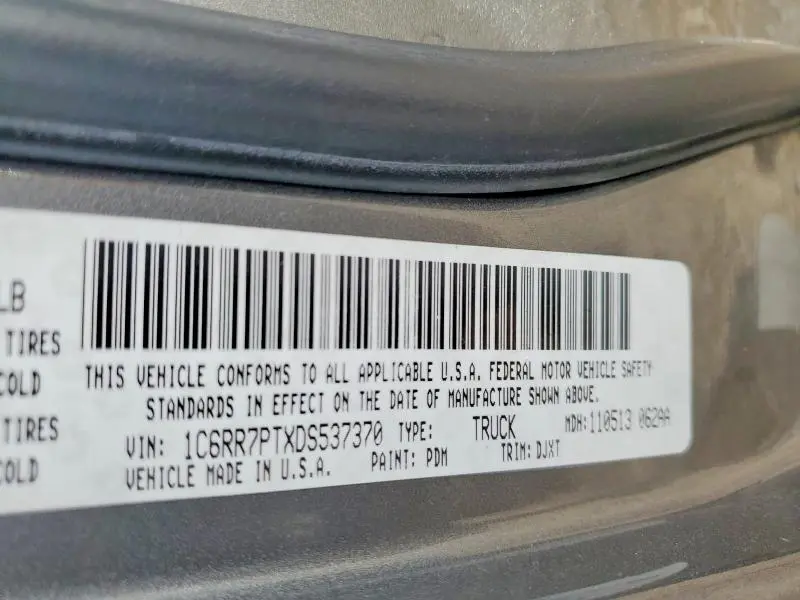 LB
TIRES
COLD
TIRES
COLD
THIS VEHICLE CONFORMS TO ALL APPLICABLE U.S.A. FEDERAL MOTOR VEHICLE SAFETY
STANDARDS IN EFFECT ON THE DATE OF MANUFACTURE SHOWN ABOVE.
VIN: 1C6RR7PTXDS537370 TYPE: TRUCK MDH: 110513 062AA
VEHICLE MADE IN U.S.A. PAINT: PDM TRIM: DJXT